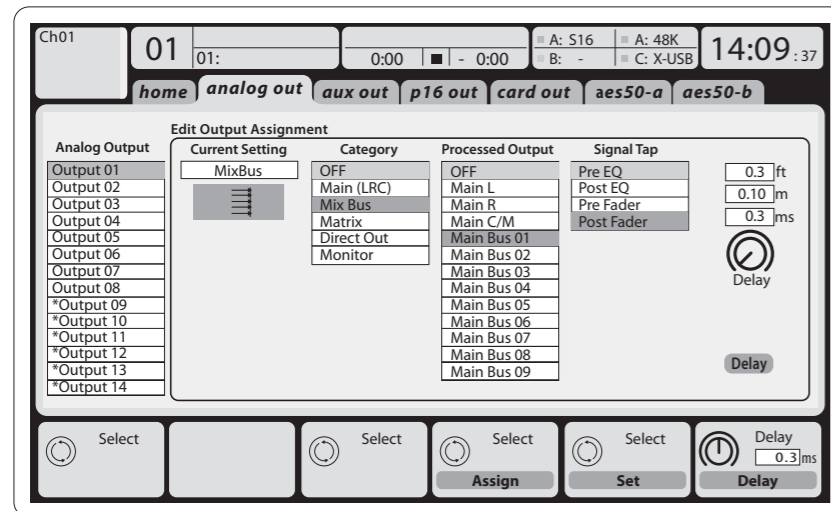 Ch01
01
01:
0:00 - 0:00
A: S16
B: -
A: 48K
C: X-USB
14:09 :37
home
analog out
aux out
p16 out
card out
aes50-a
aes50-b
Edit Output Assignment
Analog Output
Output 01
Output 02
Output 03
Output 04
Output 05
Output 06
Output 07
Output 08
*Output 09
*Output 10
*Output 11
*Output 12
*Output 13
*Output 14
Current Setting
MixBus
Category
OFF
Main (LRC)
Mix Bus
Matrix
Direct Out
Monitor
Processed Output
OFF
Main L
Main R
Main C/M
Main Bus 01
Main Bus 02
Main Bus 03
Main Bus 04
Main Bus 05
Main Bus 06
Main Bus 07
Main Bus 08
Main Bus 09
Signal Tap
Pre EQ
Post EQ
Pre Fader
Post Fader
0.3 ft
0.10 m
0.3 ms
Delay
Delay
Select
Select
Select
Assign
Select
Set
Delay
0.3 ms
Delay